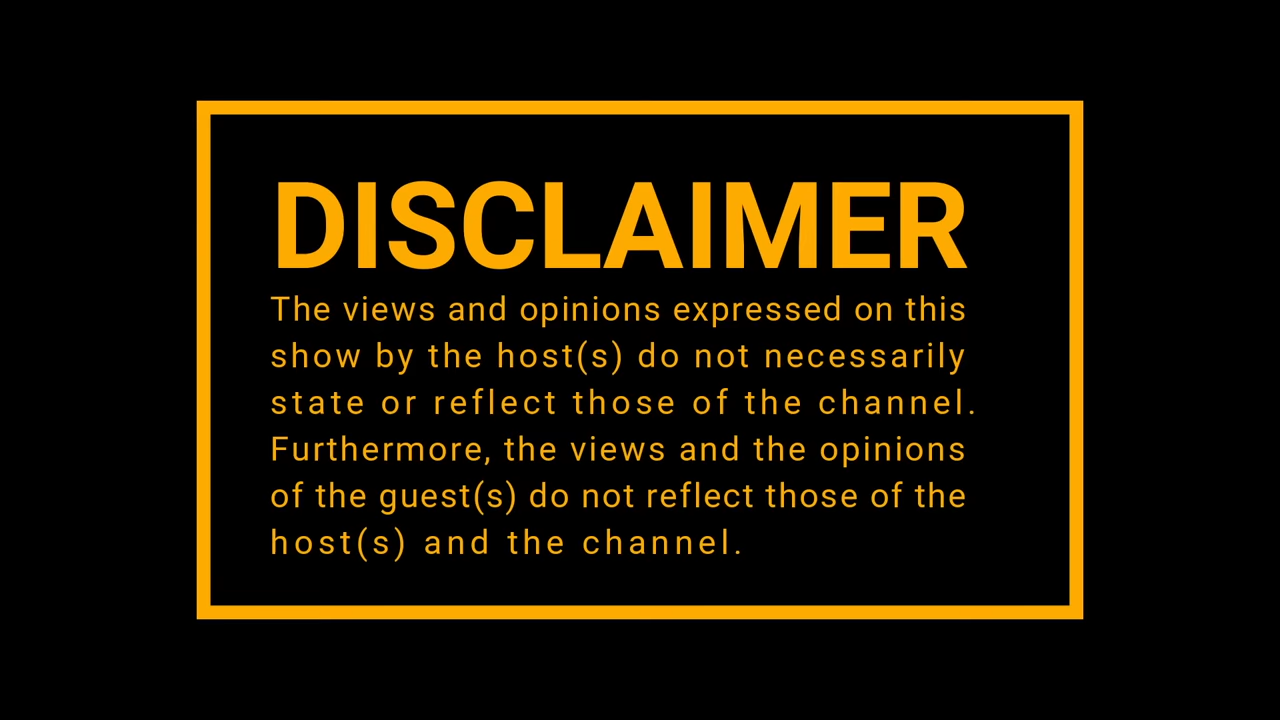 DISCLAIMER
The views and opinions expressed on this
show by the host(s) do not necessarily
state or reflect those of the channel.
Furthermore, the views and the opinions
of the guest(s) do not reflect those of the
host(s) and the channel.